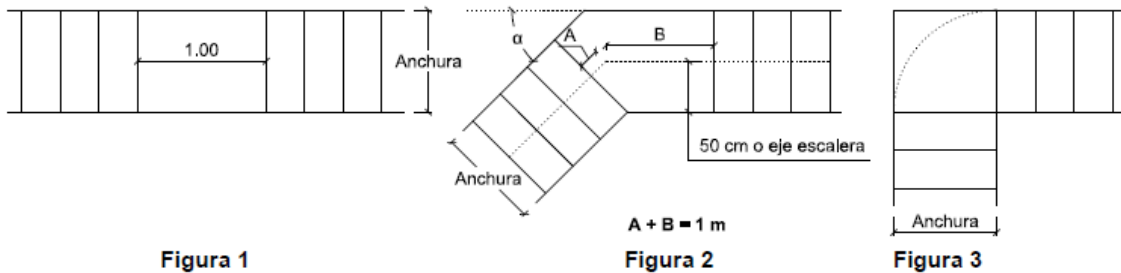 1.00
Anchura
Figura 1
α
A
B
50 cm o eje escalera
Anchura
A + B = 1 m
Figura 2
Anchura
Figura 3